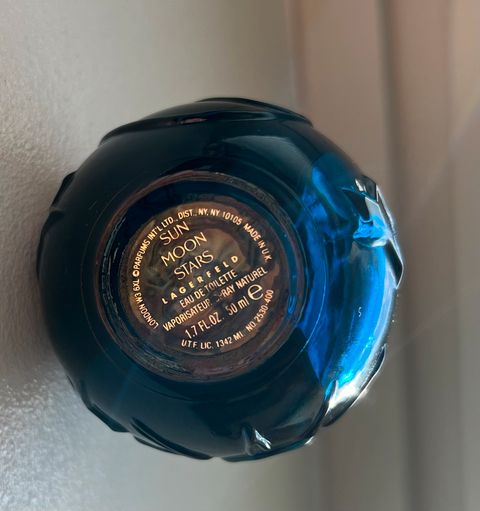 LONDON W3 6XL © PARFUMS INT'L LTD., DIST., NY, NY 10105 MADE IN U.K.
SUN
MOON
STARS
LAGERFELD
EAU DE TOILETTE
VAPORISATEUR SPRAY NATUREL
1.7 FL.OZ. 50 ml e
U.T.F. LIC. 1342 MI. NO 2530-400